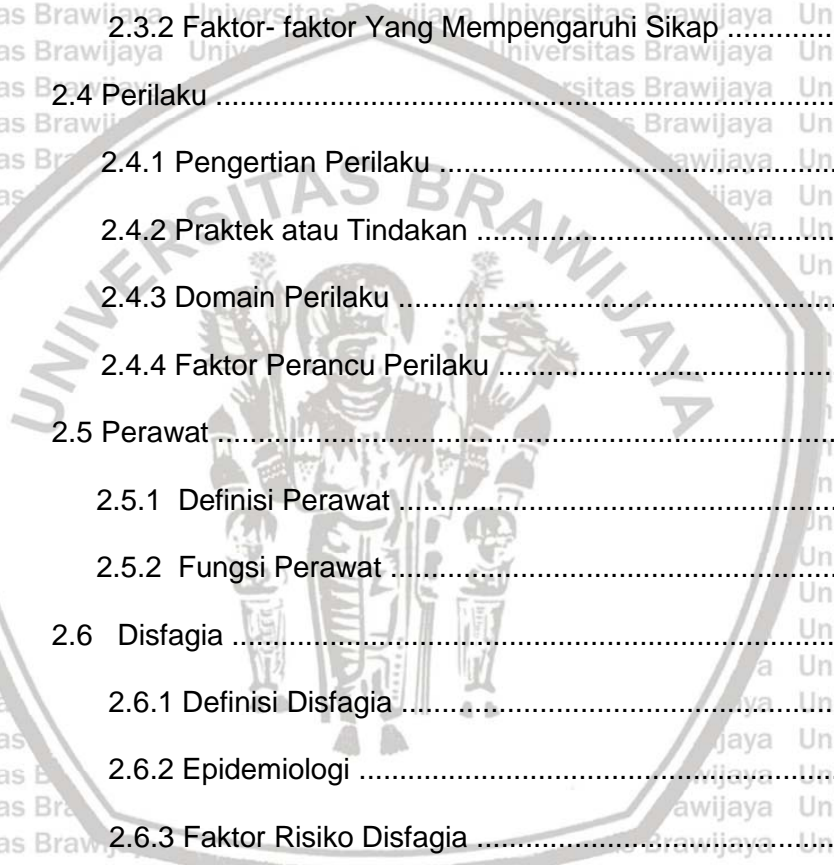 2.3.2 Faktor- faktor Yang Mempengaruhi Sikap ............
2.4 Perilaku ............
2.4.1 Pengertian Perilaku ............
2.4.2 Praktek atau Tindakan ............
2.4.3 Domain Perilaku ............
2.4.4 Faktor Perancu Perilaku ............
2.5 Perawat ............
2.5.1 Definisi Perawat ............
2.5.2 Fungsi Perawat ............
2.6 Disfagia ............
2.6.1 Definisi Disfagia ............
2.6.2 Epidemiologi ............
2.6.3 Faktor Risiko Disfagia ............
UNIVERSITAS BRAWIJAYA